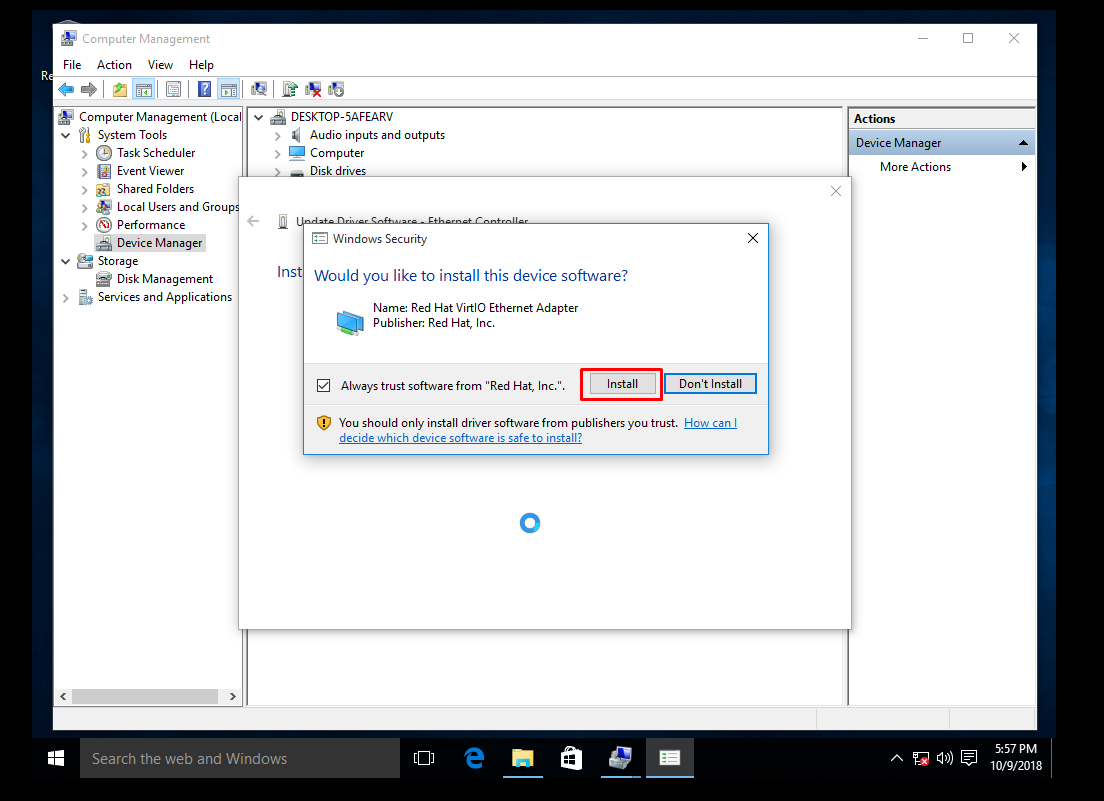 Computer Management
File Action View Help
Computer Management (Local
System Tools
Task Scheduler
Event Viewer
Shared Folders
Local Users and Groups
Performance
Device Manager
Storage
Disk Management
Services and Applications
DESKTOP-5AFEARV
Audio inputs and outputs
Computer
Disk drives
Actions
Device Manager
More Actions
Update Driver Software - Ethernet Controller
Inst
Windows Security
Would you like to install this device software?
Name: Red Hat VirtIO Ethernet Adapter
Publisher: Red Hat, Inc.
Always trust software from "Red Hat, Inc.".
Install
Don't Install
You should only install driver software from publishers you trust. How can I
decide which device software is safe to install?
Re
Search the web and Windows
5:57 PM
10/9/2018